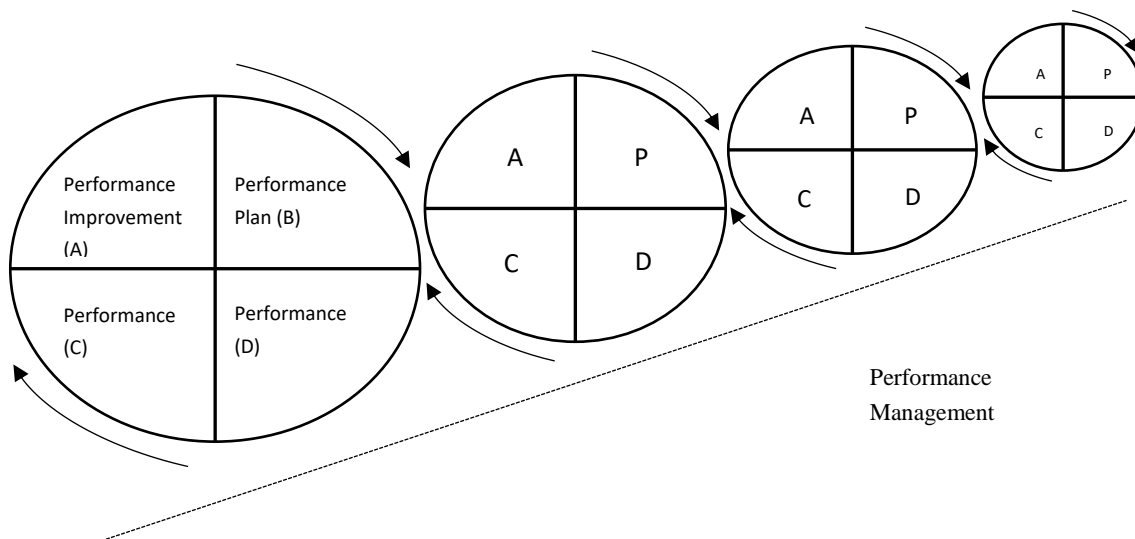 Performance
Improvement
(A)
Performance
Plan (B)
Performance
(C)
Performance
(D)
A
P
C
D
A
P
C
D
A
P
C
D
Performance
Management